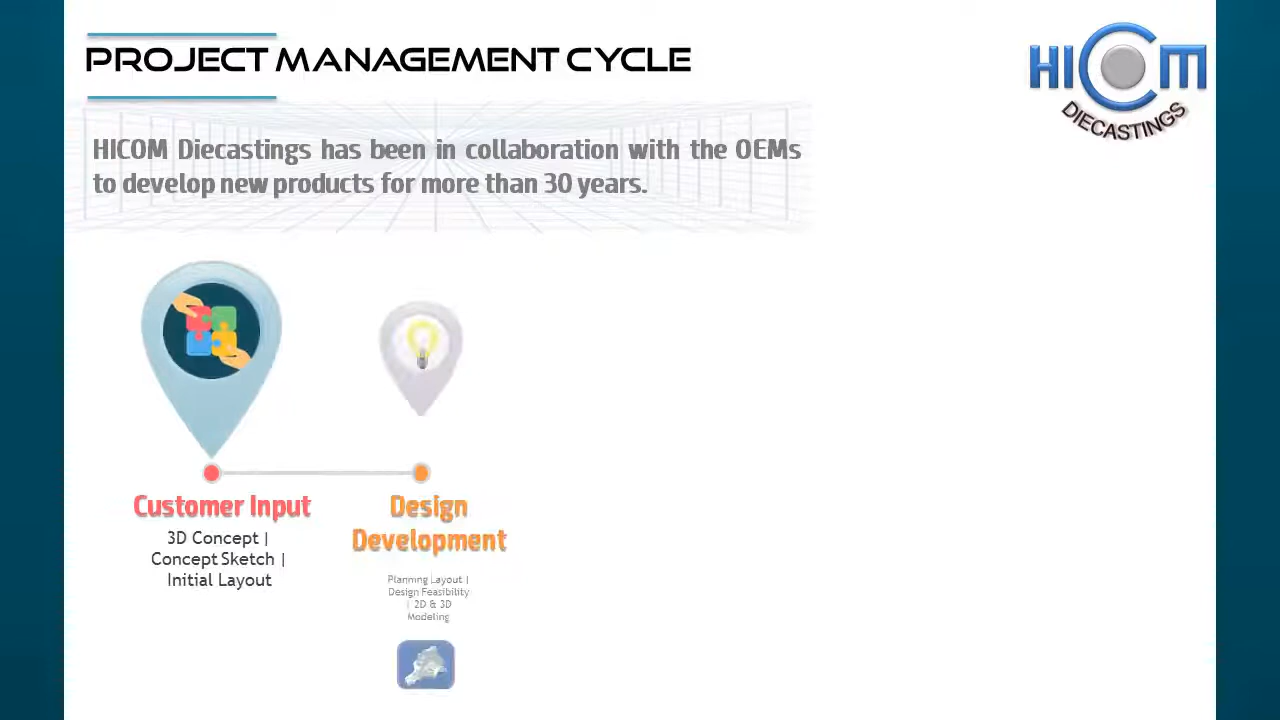 PROJECT MANAGEMENT CYCLE
HICOM
DIECASTINGS
HICOM Diecastings has been in collaboration with the OEMs
to develop new products for more than 30 years.
Customer Input
3D Concept |
Concept Sketch |
Initial Layout
Design
Development
Planning Layout |
Design Feasibility
| 2D & 3D
Modeling